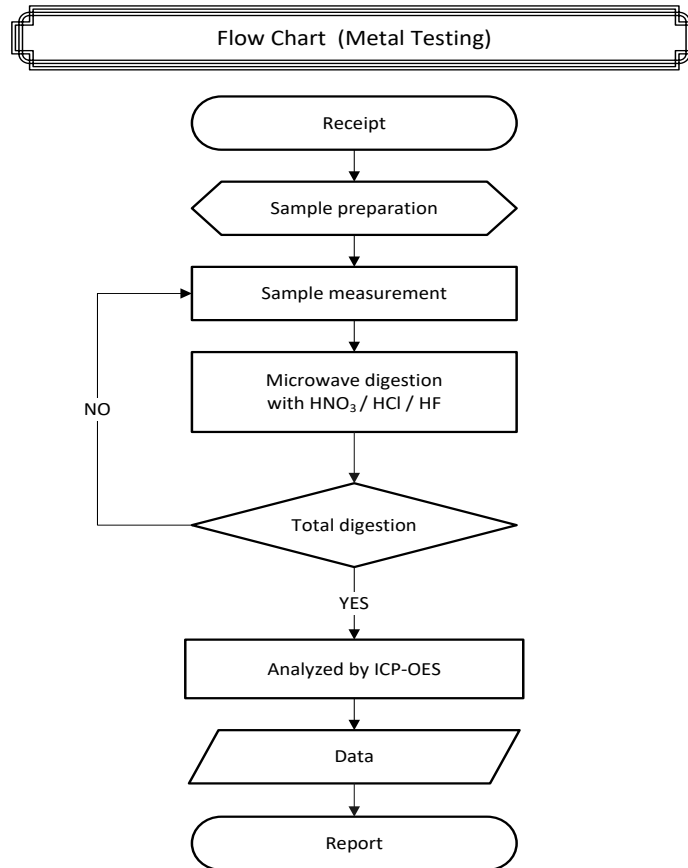 Flow Chart (Metal Testing)
Receipt
Sample preparation
Sample measurement
Microwave digestion
with HNO₃ / HCl / HF
NO
Total digestion
YES
Analyzed by ICP-OES
Data
Report